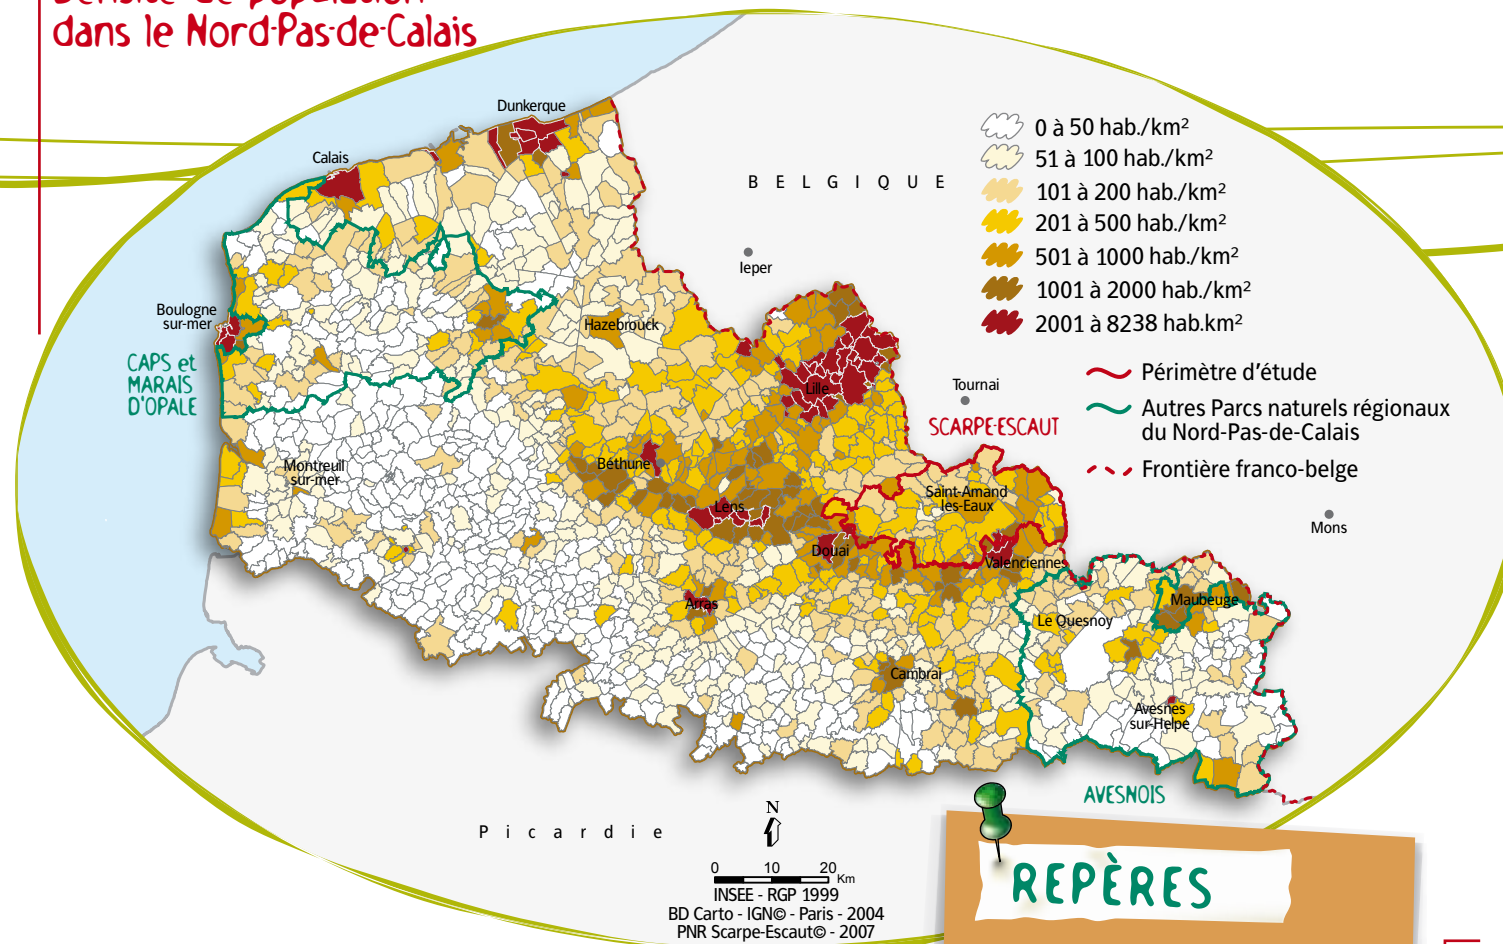 Densité de population
dans le Nord-Pas-de-Calais
Dunkerque
Calais
BELGIQUE
Ieper
Boulogne
sur-mer
Hazebrouck
CAPS et
MARAIS
D'OPALE
Lille
Tournai
SCARPE-ESCAUT
Montreuil
sur-mer
Béthune
Lens
Saint-Amand
les-Eaux
Douai
Valenciennes
Mons
Arras
Maubeuge
Le Quesnoy
Cambrai
Avesnes
sur-Helpe
AVESNOIS
Picardie
0 à 50 hab./km²
51 à 100 hab./km²
101 à 200 hab./km²
201 à 500 hab./km²
501 à 1000 hab./km²
1001 à 2000 hab./km²
2001 à 8238 hab.km²
Périmètre d'étude
Autres Parcs naturels régionaux
du Nord-Pas-de-Calais
Frontière franco-belge
N
0 10 20 Km
INSEE - RGP 1999
BD Carto - IGN© - Paris - 2004
PNR Scarpe-Escaut© - 2007
REPÈRES